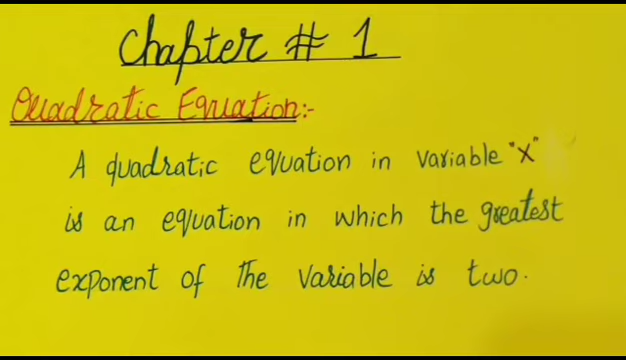 Chapter # 1
Quadratic Equation:-
A quadratic equation in variable "x"
is an equation in which the greatest
exponent of the variable is two.